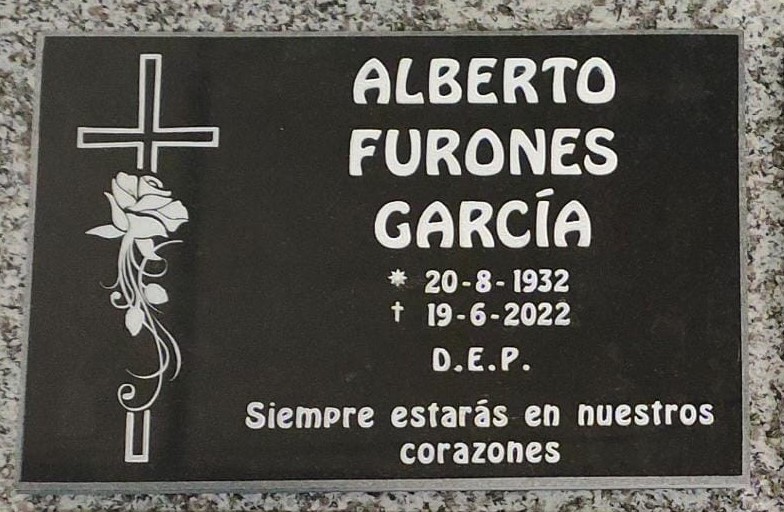 ALBERTO
FURONES
GARCÍA
* 20-8-1932
† 19-6-2022
D.E.P.
Siempre estarás en nuestros
corazones